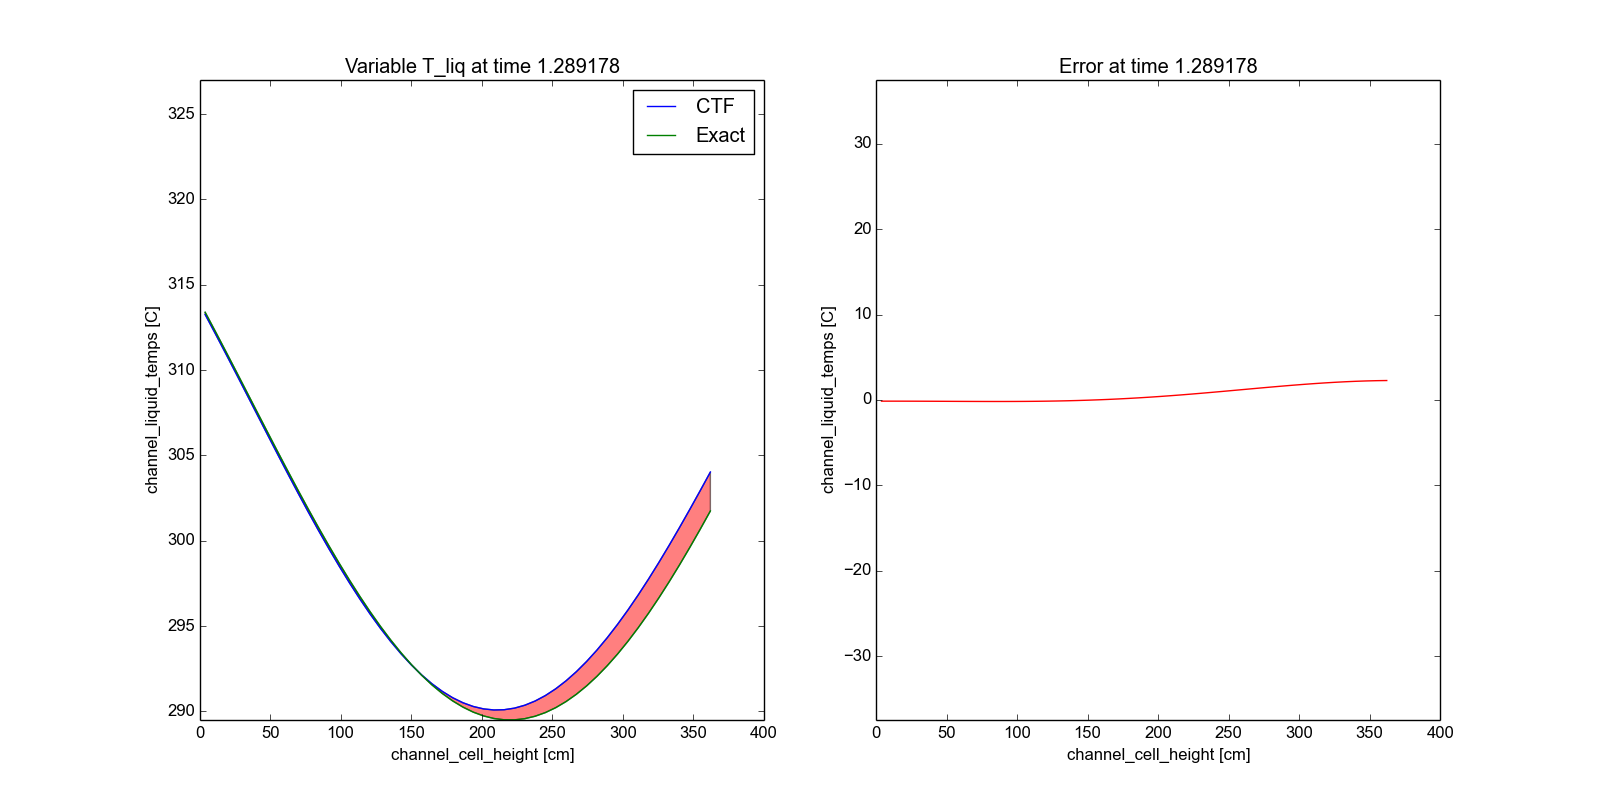 Variable T_liq at time 1.289178
325
320
315
310
305
300
295
290
channel_liquid_temps [C]
CTF
Exact
0 50 100 150 200 250 300 350 400
channel_cell_height [cm]
Error at time 1.289178
30
20
10
0
−10
−20
−30
channel_liquid_temps [C]
0 50 100 150 200 250 300 350 400
channel_cell_height [cm]